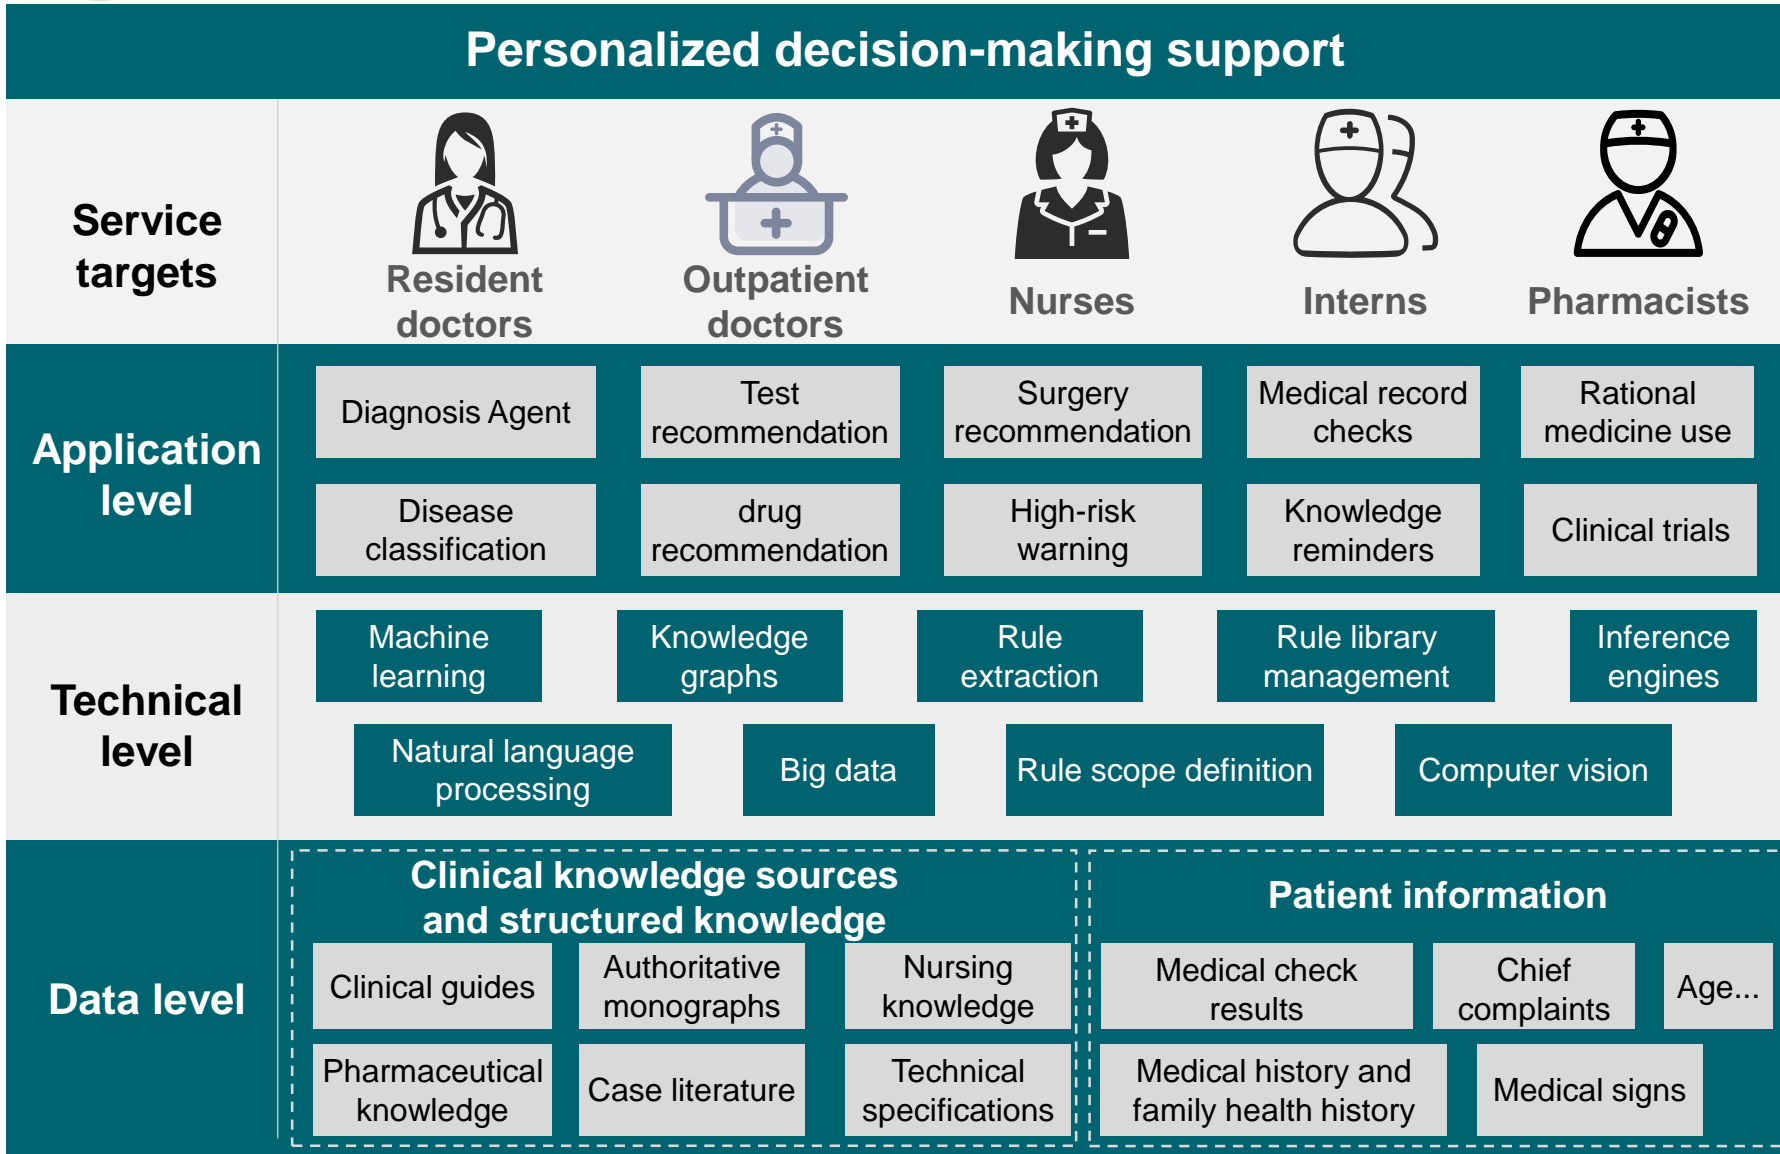 Personalized decision-making support
Service
targets
Resident
doctors
Outpatient
doctors
Nurses
Interns
Pharmacists
Application
level
Diagnosis Agent
Test
recommendation
Surgery
recommendation
Medical record
checks
Rational
medicine use
Disease
classification
drug
recommendation
High-risk
warning
Knowledge
reminders
Clinical trials
Technical
level
Machine
learning
Knowledge
graphs
Rule
extraction
Rule library
management
Inference
engines
Natural language
processing
Big data
Rule scope definition
Computer vision
Data level
Clinical knowledge sources
and structured knowledge
Clinical guides
Authoritative
monographs
Nursing
knowledge
Pharmaceutical
knowledge
Case literature
Technical
specifications
Patient information
Medical check
results
Chief
complaints
Age...
Medical history and
family health history
Medical signs